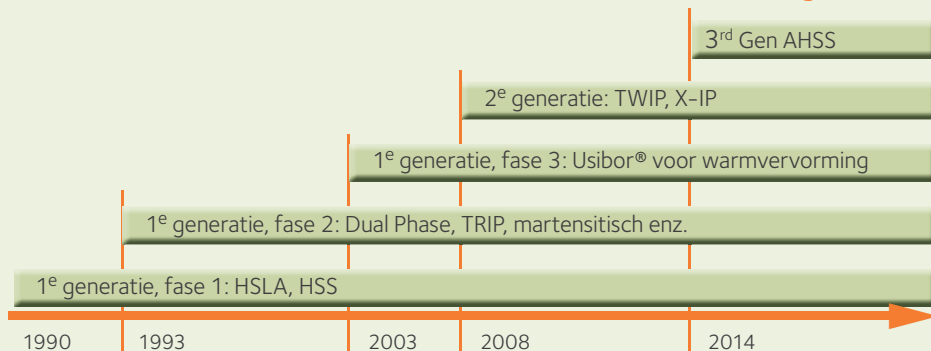 3rd Gen AHSS
2e generatie: TWIP, X-IP
1e generatie, fase 3: Usibor® voor warmvervorming
1e generatie, fase 2: Dual Phase, TRIP, martensitisch enz.
1e generatie, fase 1: HSLA, HSS
1990 1993 2003 2008 2014